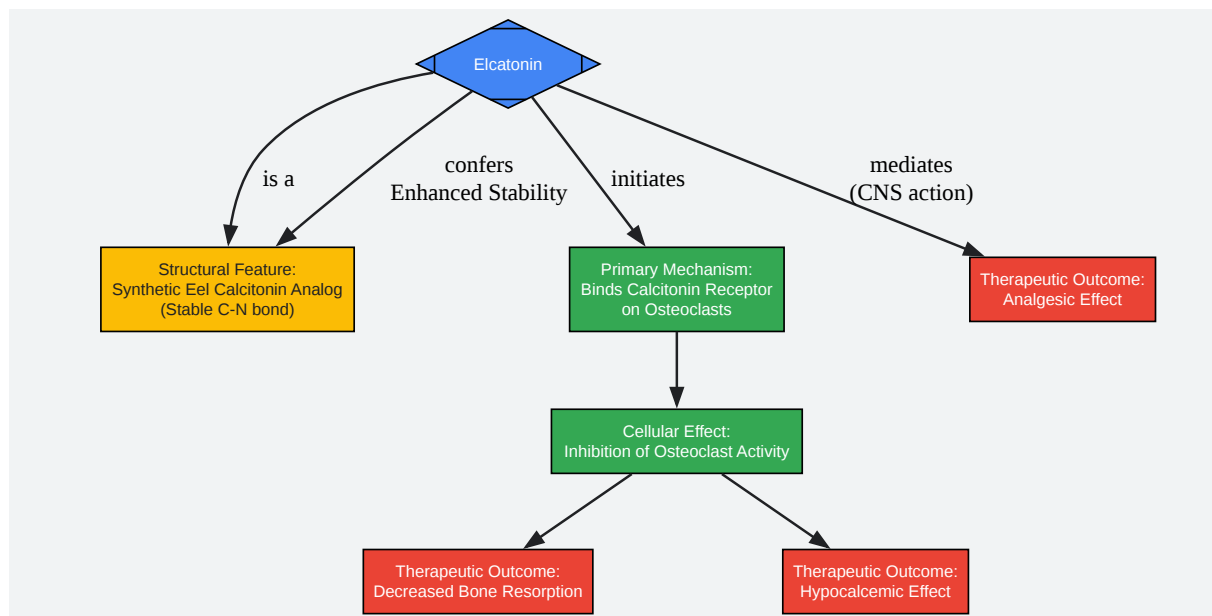 Elcatonin
is a
confers
Enhanced Stability
initiates
mediates
(CNS action)
Structural Feature:
Synthetic Eel Calcitonin Analog
(Stable C-N bond)
Primary Mechanism:
Binds Calcitonin Receptor
on Osteoclasts
Therapeutic Outcome:
Analgesic Effect
Cellular Effect:
Inhibition of Osteoclast Activity
Therapeutic Outcome:
Decreased Bone Resorption
Therapeutic Outcome:
Hypocalcemic Effect